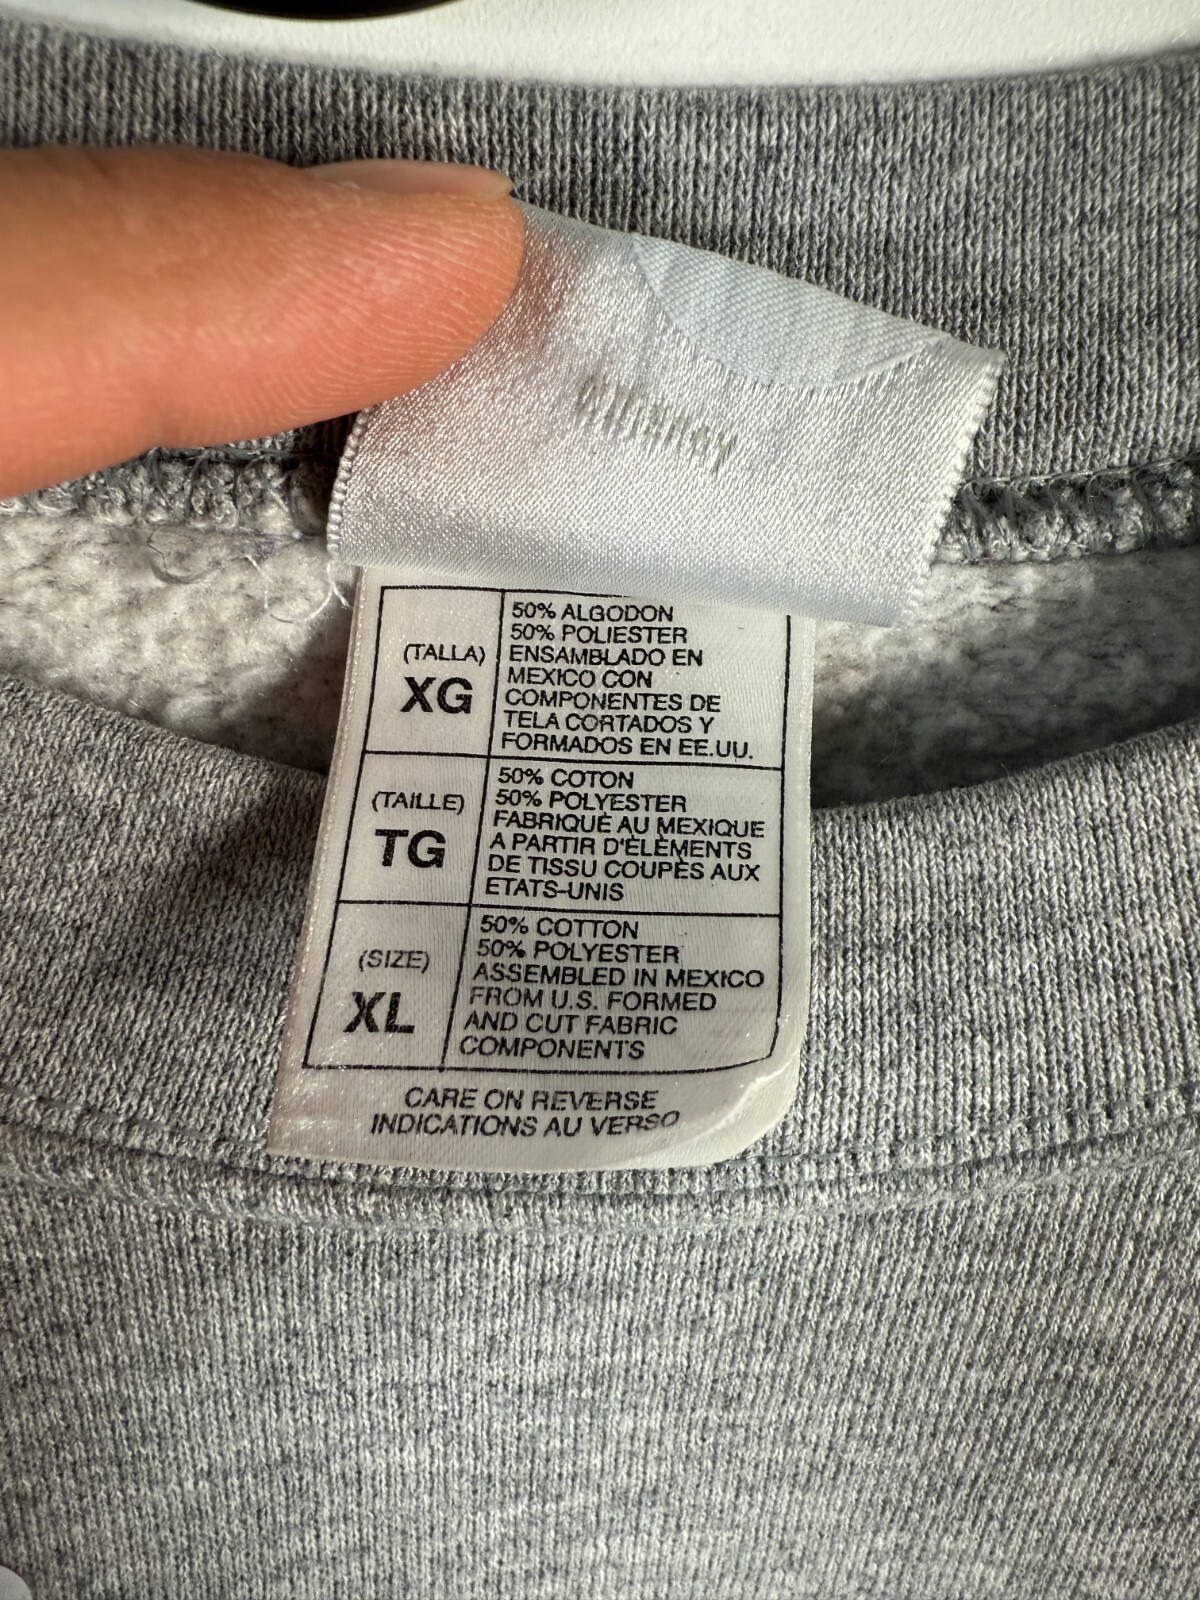 (TALLA)
XG
50% ALGODON
50% POLIESTER
ENSAMBLADO EN
MEXICO CON
COMPONENTES DE
TELA CORTADOS Y
FORMADOS EN EE.UU.
(TAILLE)
TG
50% COTON
50% POLYESTER
FABRIQUÉ AU MEXIQUE
A PARTIR D'ÉLÉMENTS
DE TISSU COUPÉS AUX
ETATS-UNIS
(SIZE)
XL
50% COTTON
50% POLYESTER
ASSEMBLED IN MEXICO
FROM U.S. FORMED
AND CUT FABRIC
COMPONENTS
CARE ON REVERSE
INDICATIONS AU VERSO